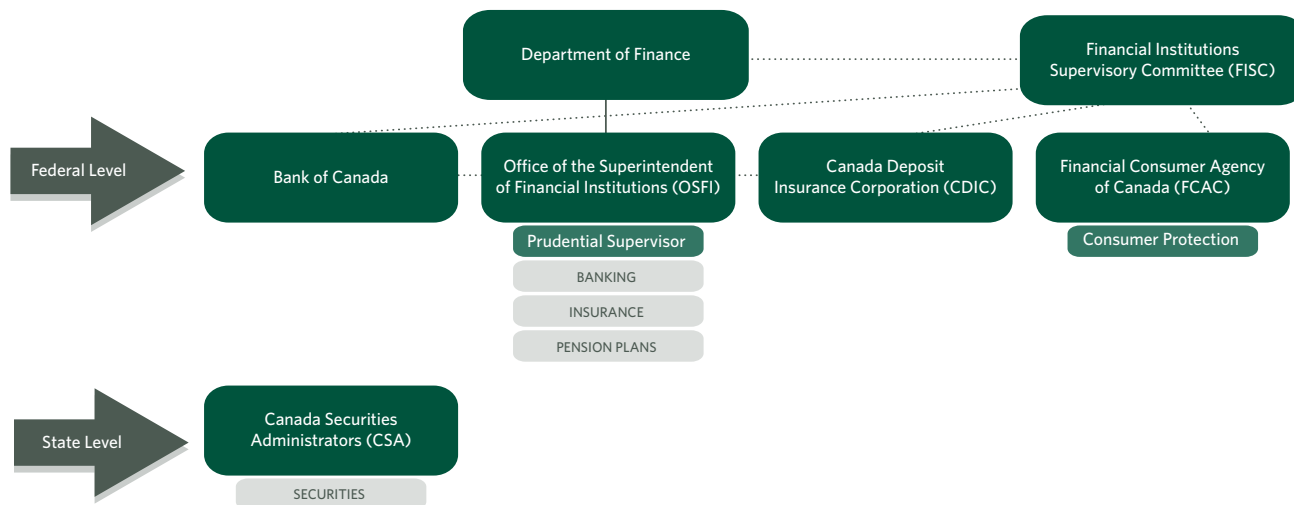 Department of Finance
Financial Institutions
Supervisory Committee (FISC)
Federal Level
Bank of Canada
Office of the Superintendent
of Financial Institutions (OSFI)
Canada Deposit
Insurance Corporation (CDIC)
Financial Consumer Agency
of Canada (FCAC)
Prudential Supervisor
Consumer Protection
BANKING
INSURANCE
PENSION PLANS
State Level
Canada Securities
Administrators (CSA)
SECURITIES